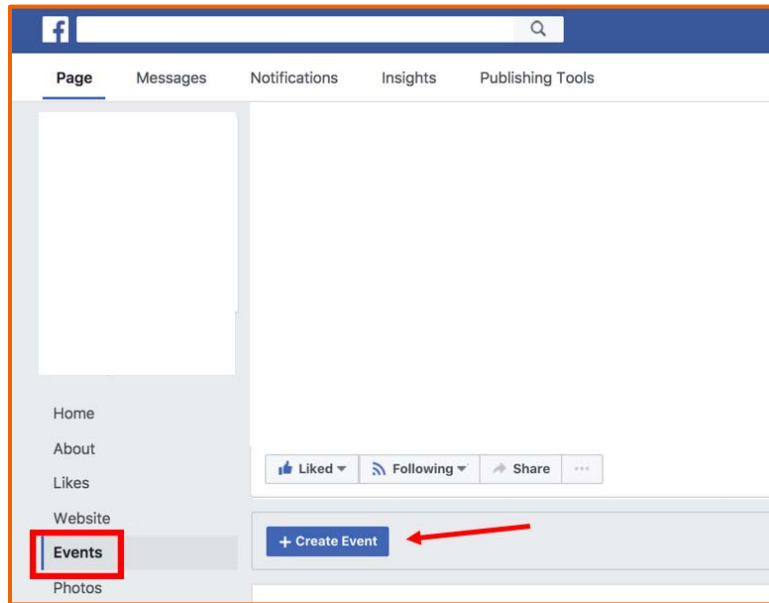 f
Page Messages Notifications Insights Publishing Tools
Home
About
Likes
Website
Events
Photos
Liked Following Share ...
+ Create Event